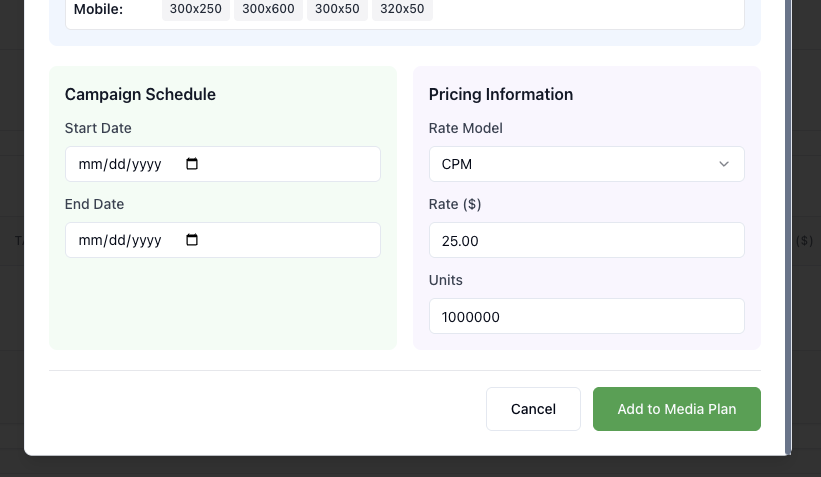 Mobile: 300x250 300x600 300x50 320x50
Campaign Schedule
Start Date
mm/dd/yyyy
End Date
mm/dd/yyyy
Pricing Information
Rate Model
CPM
Rate ($)
25.00
Units
1000000
($)
Cancel
Add to Media Plan